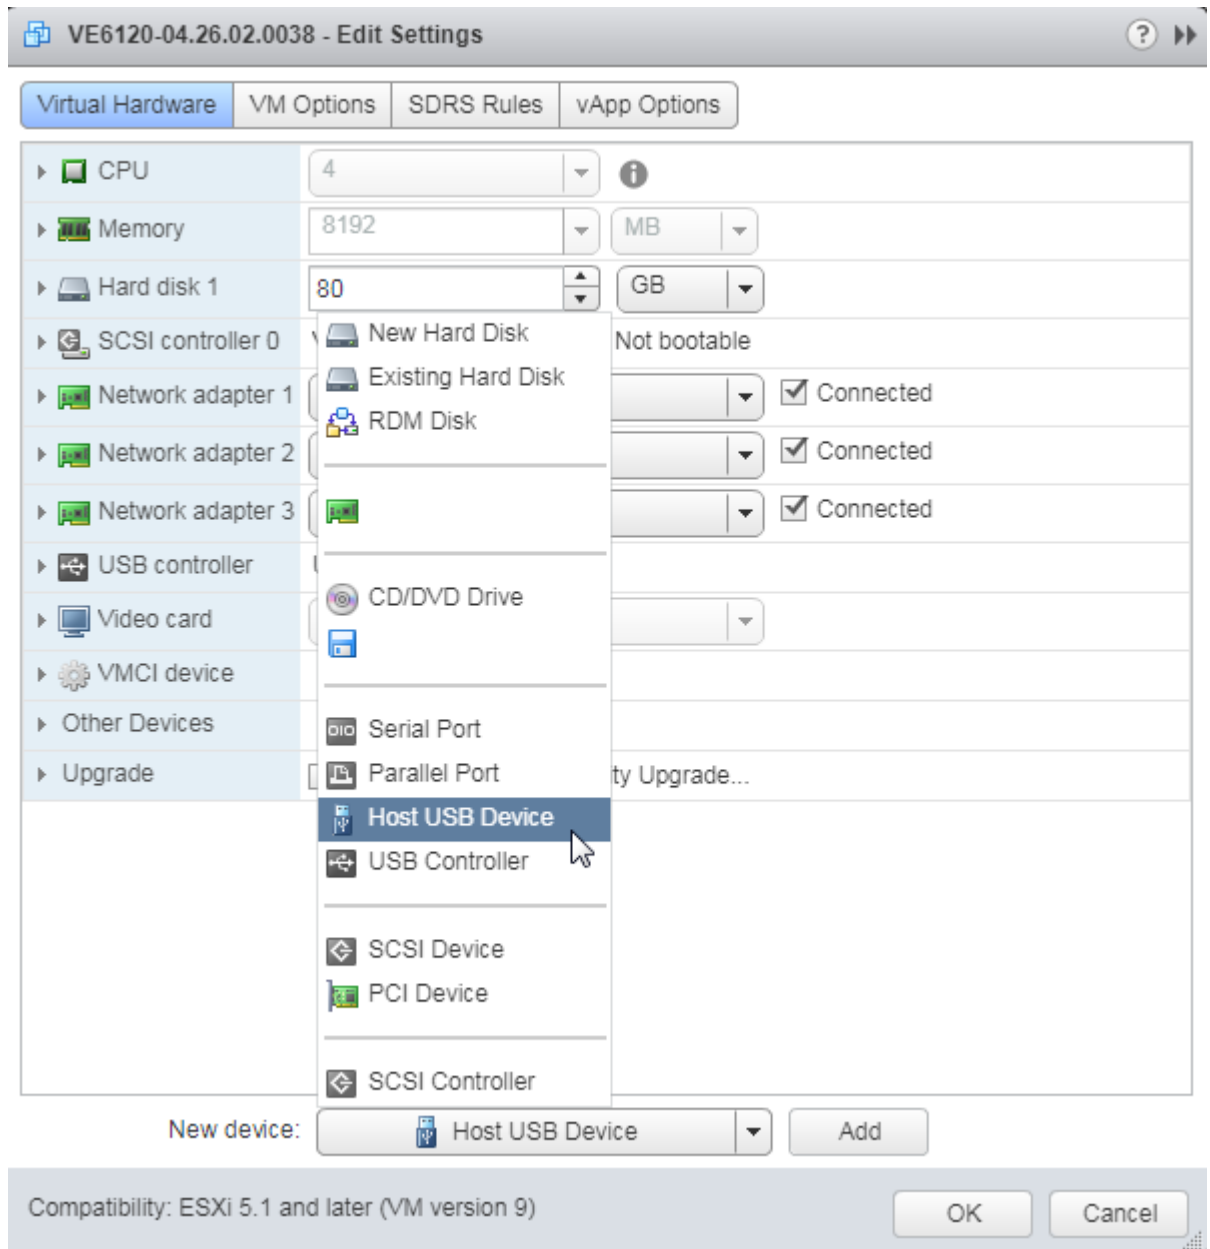 VE6120-04.26.02.0038 - Edit Settings
Virtual Hardware VM Options SDRS Rules vApp Options
CPU 4
Memory 8192 MB
Hard disk 1 80 GB
New Hard Disk
SCSI controller 0 Not bootable
Existing Hard Disk
Network adapter 1 Connected
RDM Disk
Network adapter 2 Connected
Network adapter 3 Connected
USB controller
CD/DVD Drive
Video card
VMCI device
Other Devices
Serial Port
Upgrade Parallel Port ty Upgrade...
Host USB Device
USB Controller
SCSI Device
PCI Device
SCSI Controller
New device: Host USB Device Add
Compatibility: ESXi 5.1 and later (VM version 9) OK Cancel